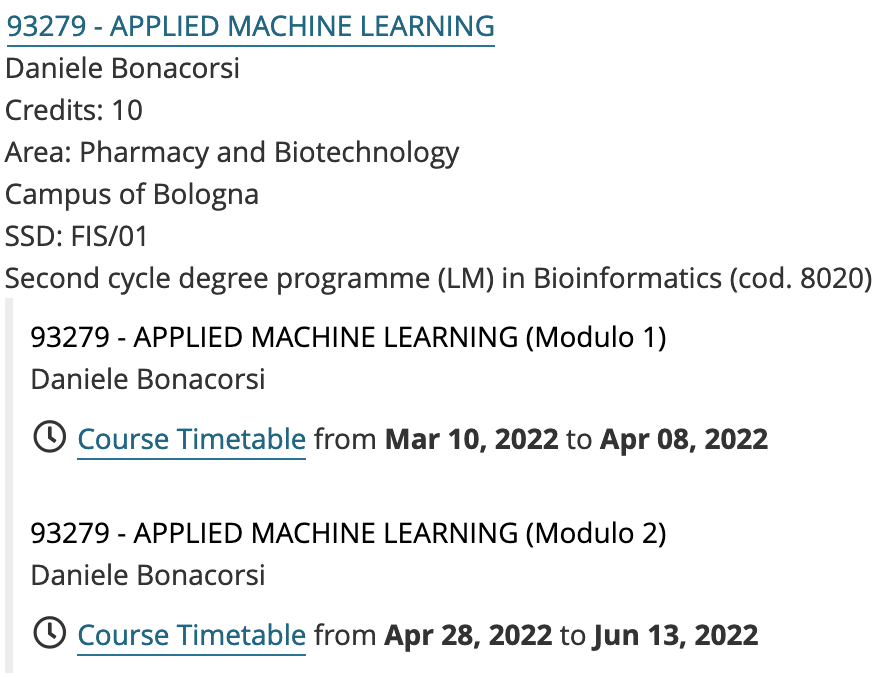 93279 - APPLIED MACHINE LEARNING
Daniele Bonacorsi
Credits: 10
Area: Pharmacy and Biotechnology
Campus of Bologna
SSD: FIS/01
Second cycle degree programme (LM) in Bioinformatics (cod. 8020)
93279 - APPLIED MACHINE LEARNING (Modulo 1)
Daniele Bonacorsi
Course Timetable from Mar 10, 2022 to Apr 08, 2022
93279 - APPLIED MACHINE LEARNING (Modulo 2)
Daniele Bonacorsi
Course Timetable from Apr 28, 2022 to Jun 13, 2022